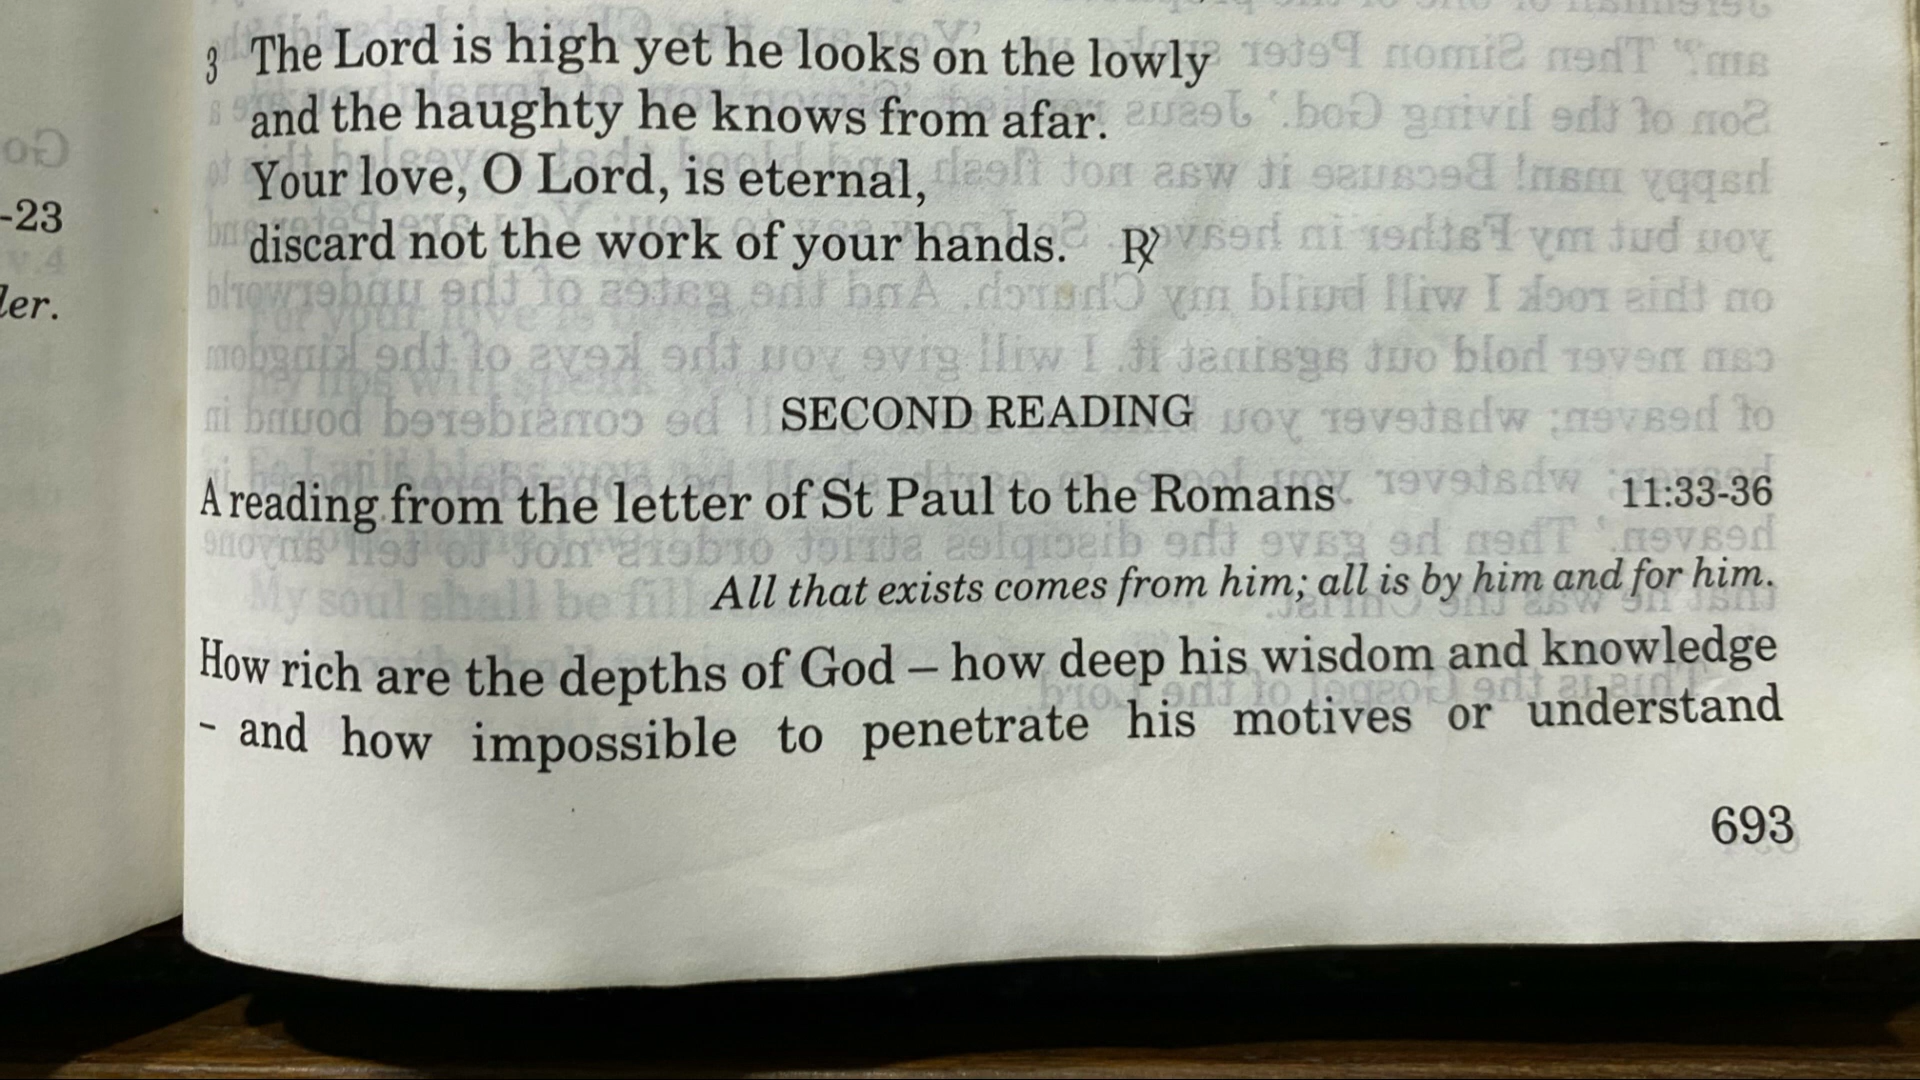 -23
ler.
3 The Lord is high yet he looks on the lowly
and the haughty he knows from afar.
Your love, O Lord, is eternal,
discard not the work of your hands. ℟
SECOND READING
A reading from the letter of St Paul to the Romans 11:33-36
All that exists comes from him; all is by him and for him.
How rich are the depths of God – how deep his wisdom and knowledge
- and how impossible to penetrate his motives or understand
693